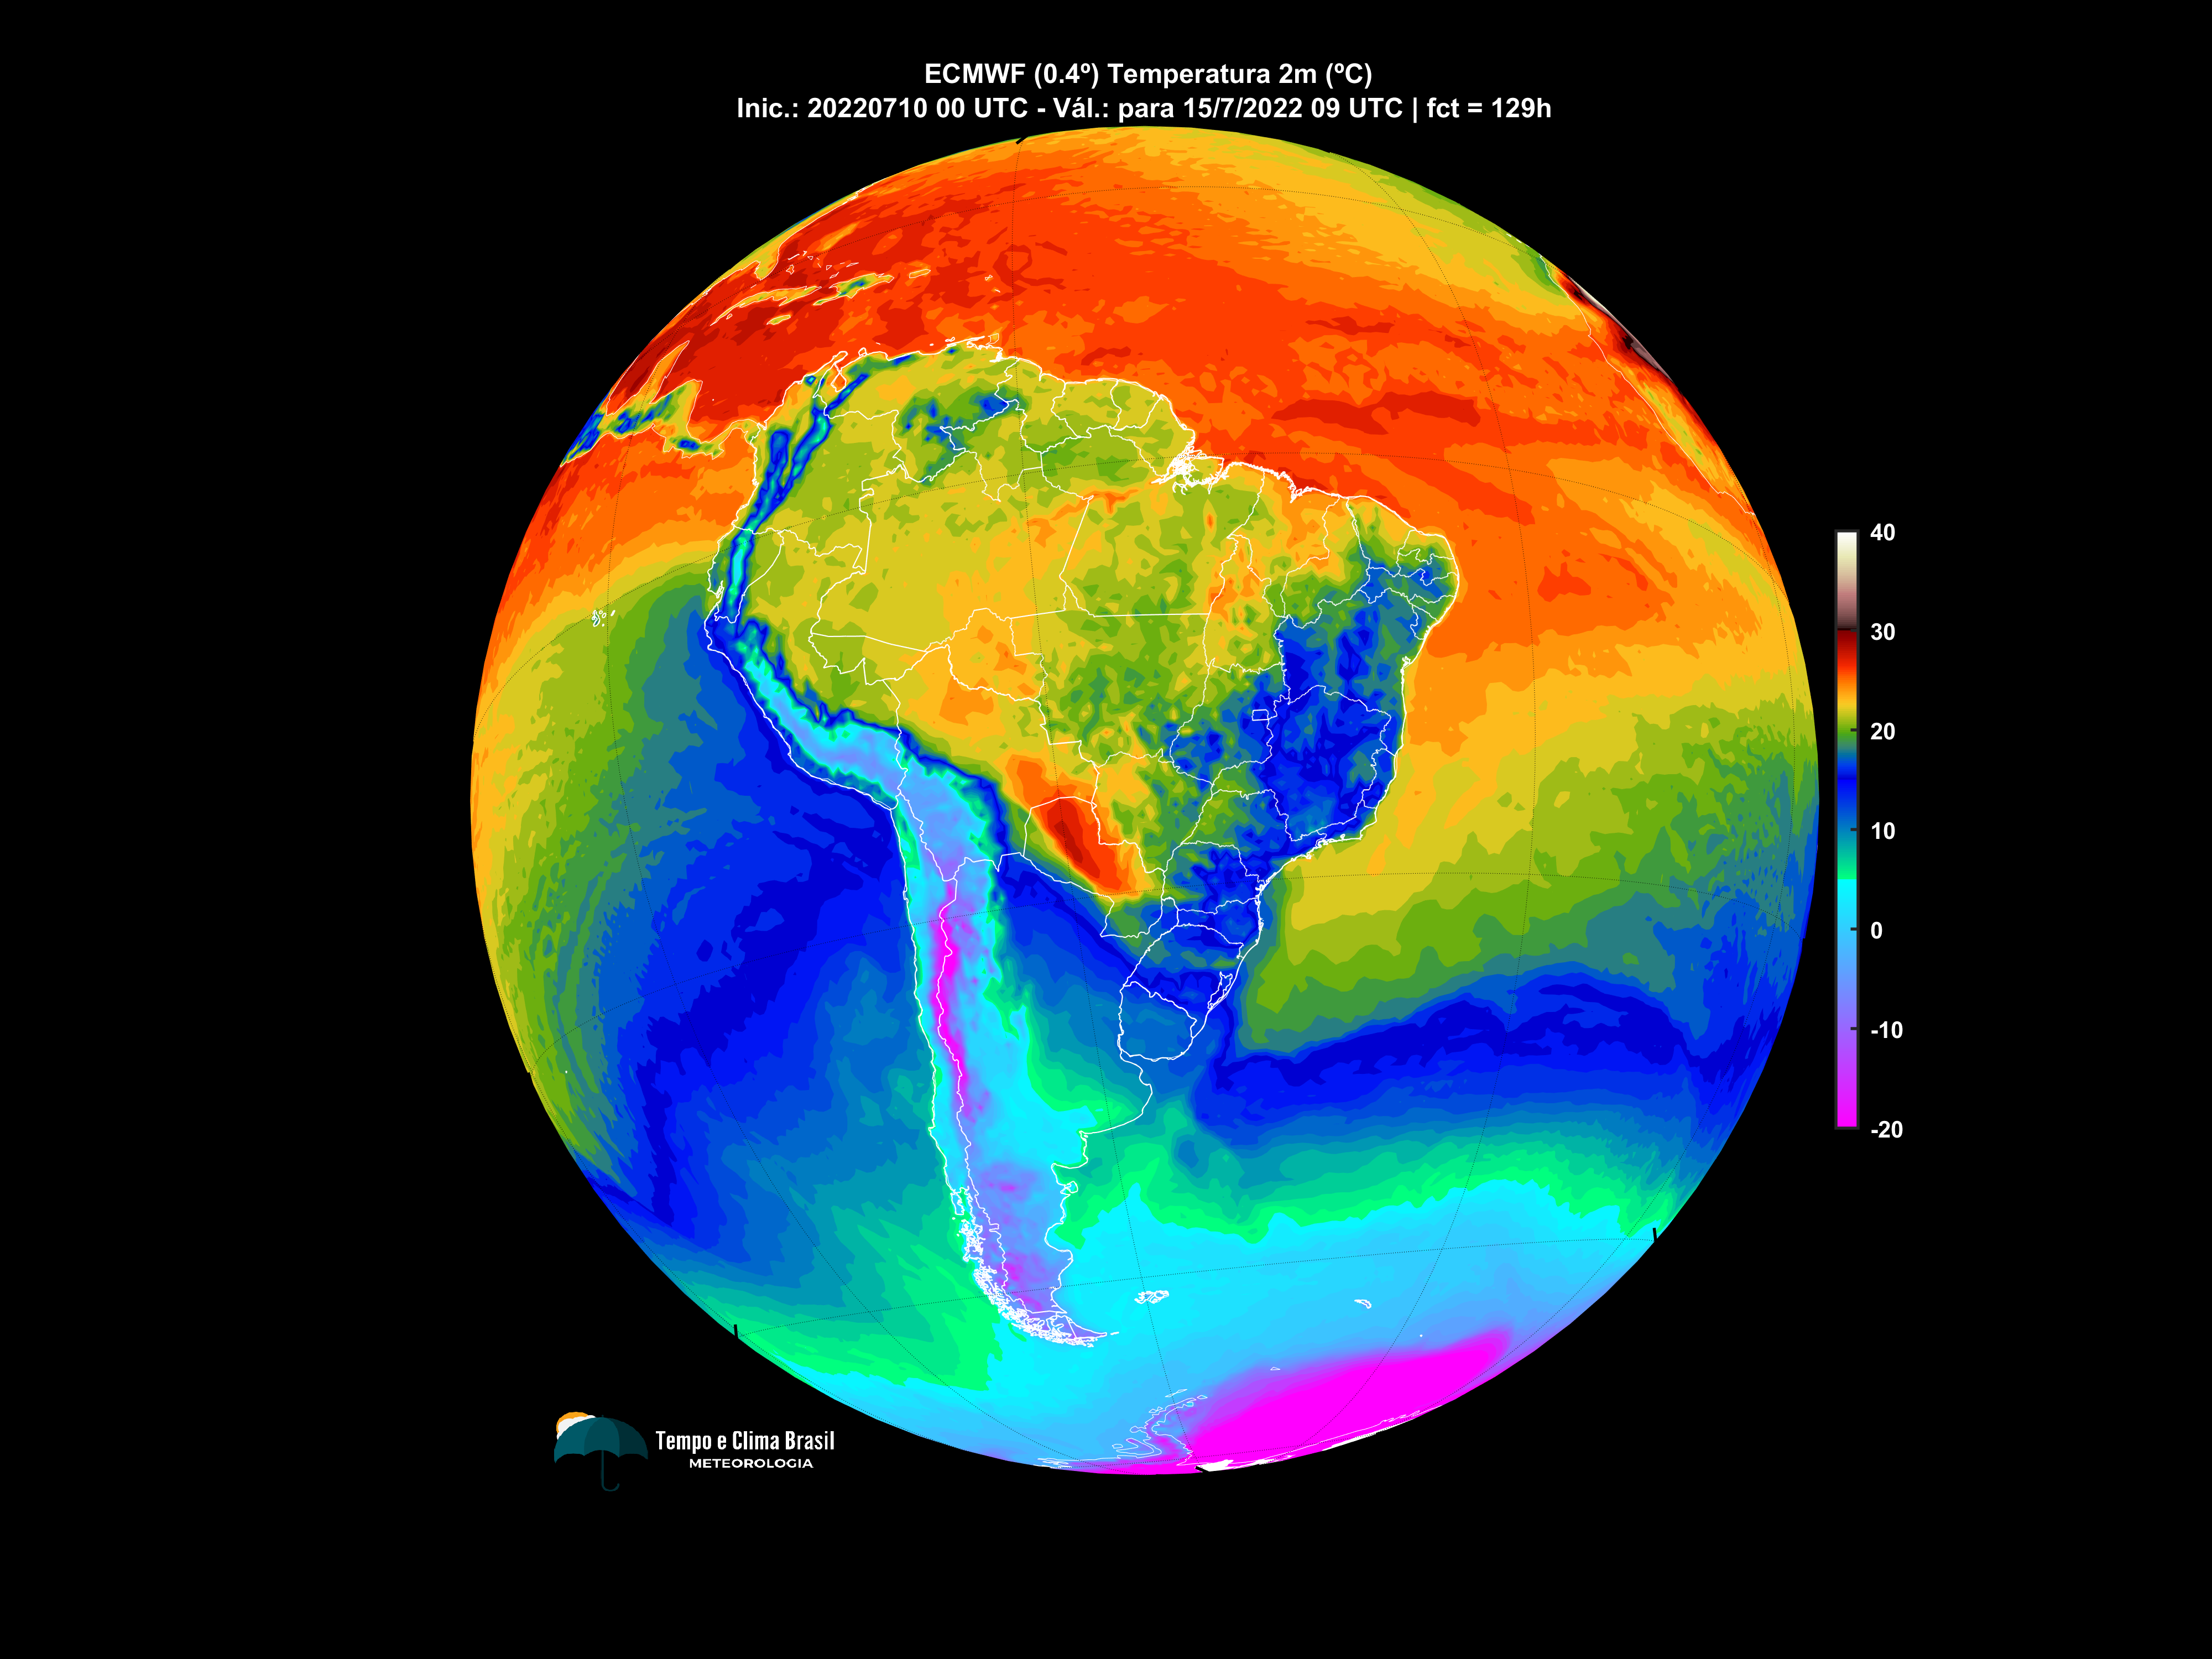 ECMWF (0.4º) Temperatura 2m (ºC)
Inic.: 20220710 00 UTC - Vál.: para 15/7/2022 09 UTC | fct = 129h
40
30
20
10
0
-10
-20
Tempo e Clima Brasil
METEOROLOGIA